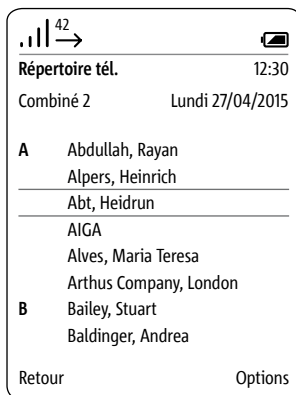 42
Répertoire tél. 12:30
Combiné 2 Lundi 27/04/2015
A Abdullah, Rayan
Alpers, Heinrich
Abt, Heidrun
AIGA
Alves, Maria Teresa
Arthus Company, London
B Bailey, Stuart
Baldinger, Andrea
Retour Options